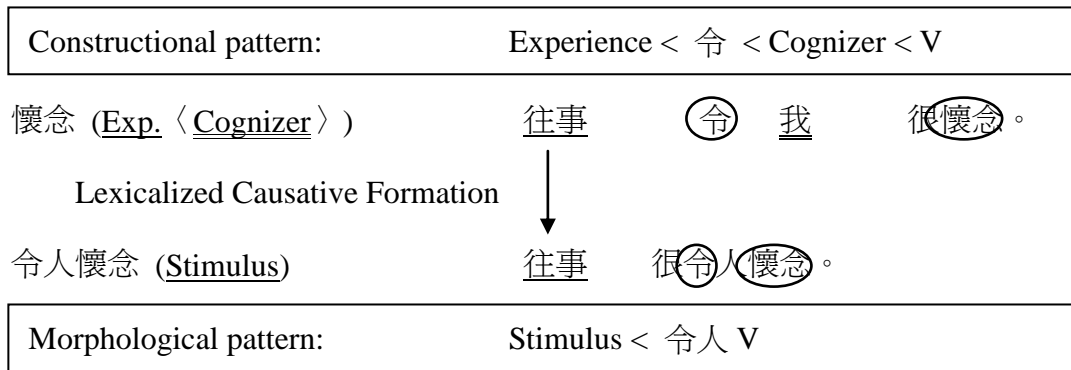 Constructional pattern: Experience < 令 < Cognizer < V
懷念 (Exp.〈Cognizer〉) 往事 令 我 很懷念。
Lexicalized Causative Formation
令人懷念 (Stimulus) 往事 很令人懷念。
Morphological pattern: Stimulus < 令人 V